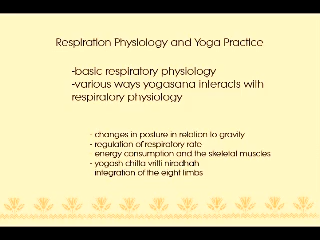 Respiration Physiology and Yoga Practice
-basic respiratory physiology
-various ways yogasana interacts with
respiratory physiology
- changes in posture in relation to gravity
- regulation of respiratory rate
energy consumption and the skeletal muscles
- yogash chitta vritti nirodhah
integration of the eight limbs